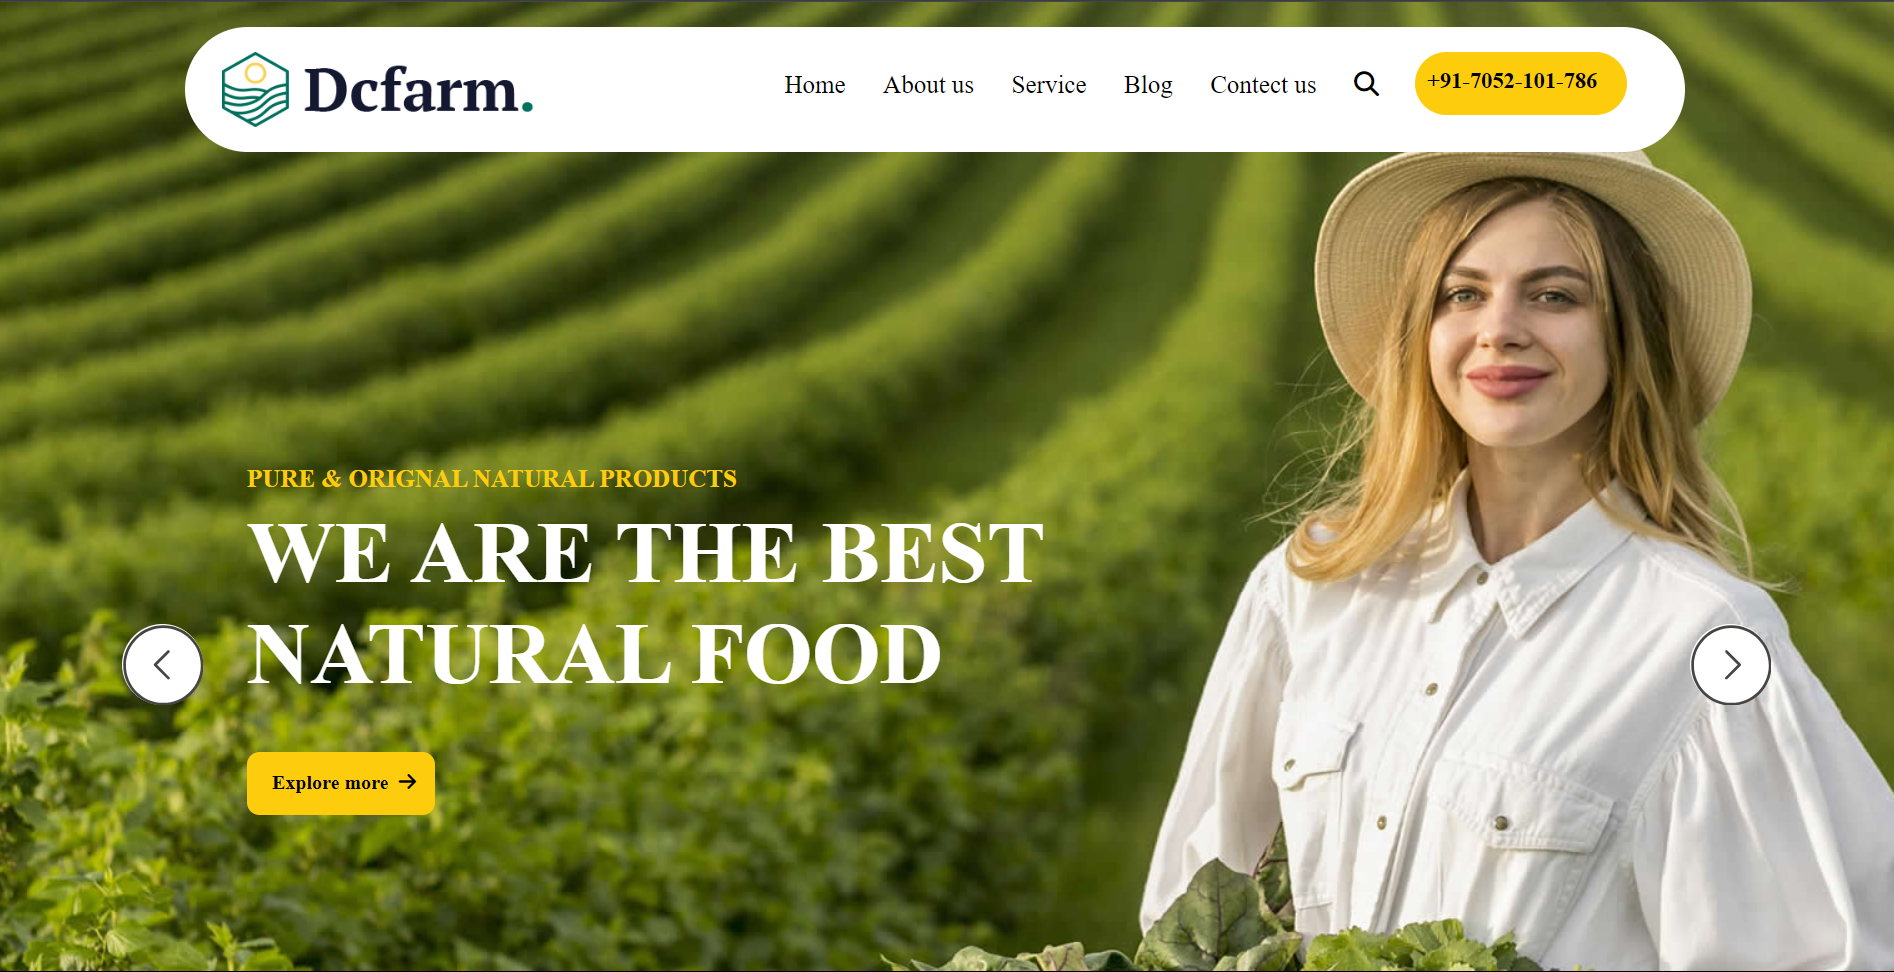 Dcfarm.
Home About us Service Blog Contect us +91-7052-101-786
PURE & ORIGNAL NATURAL PRODUCTS
WE ARE THE BEST
NATURAL FOOD
Explore more